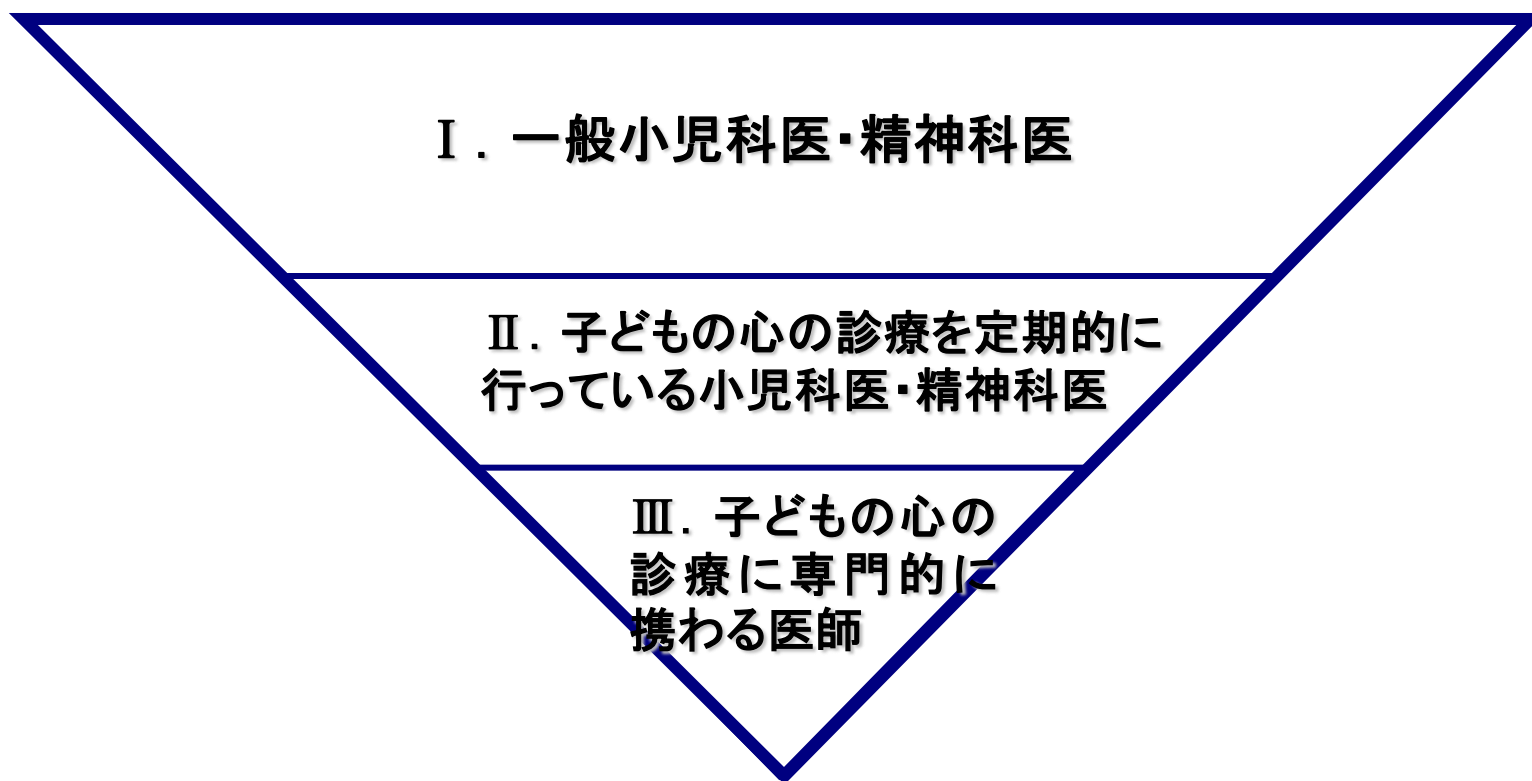 Ⅰ．一般小児科医・精神科医
Ⅱ．子どもの心の診療を定期的に
行っている小児科医・精神科医
Ⅲ．子どもの心の
診療に専門的に
携わる医師